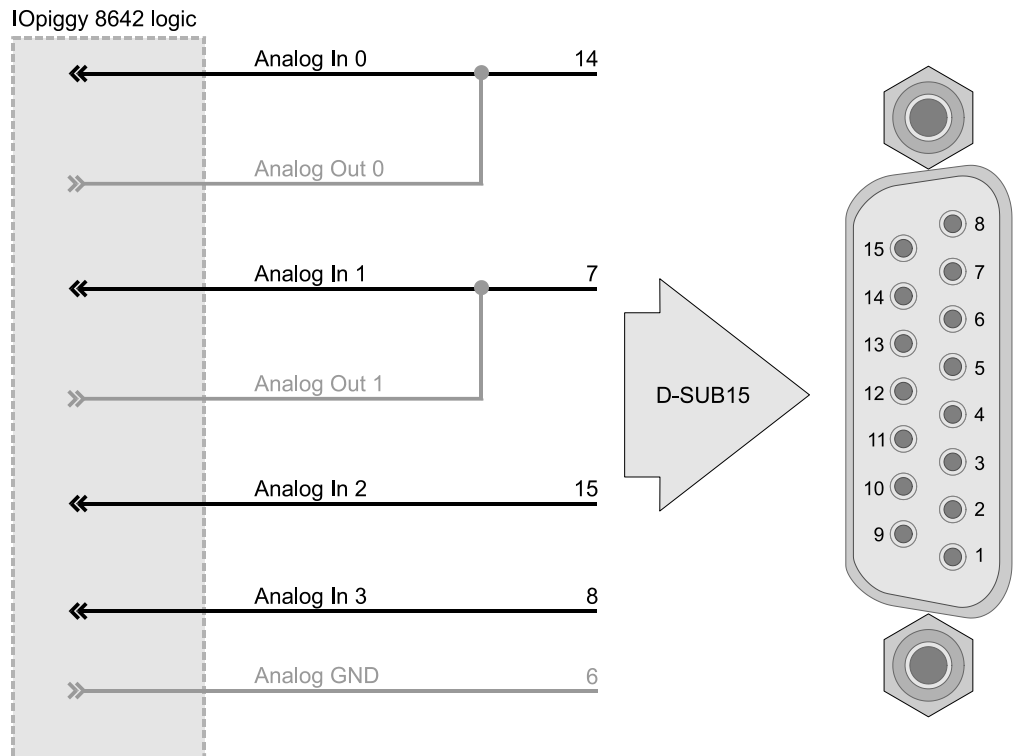 IOpiggy 8642 logic
Analog In 0 14
Analog Out 0
Analog In 1 7
Analog Out 1
Analog In 2 15
Analog In 3 8
Analog GND 6
D-SUB15
8
15
7
14
6
13
5
12
4
11
3
10
2
9
1